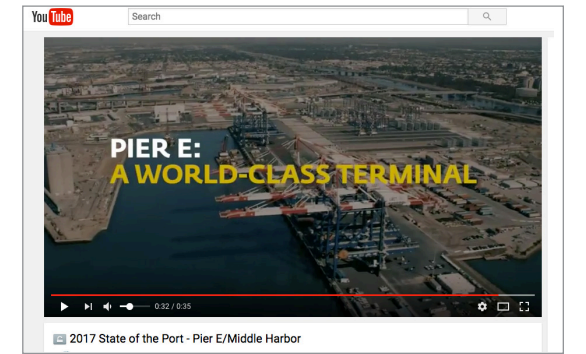 YouTube
Search
PIER E:
A WORLD-CLASS TERMINAL
0:32 / 0:35
2017 State of the Port - Pier E/Middle Harbor